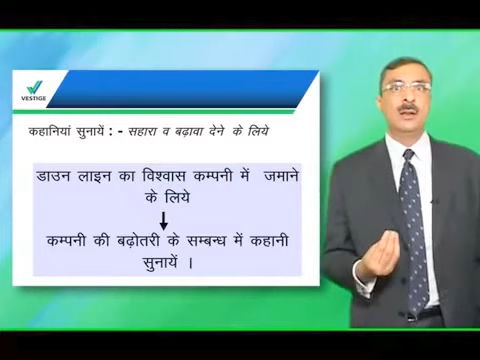 VESTIGE
कहानियां सुनायें : - सहारा व बढ़ावा देने के लिये
डाउन लाइन का विश्वास कम्पनी में जमाने
के लिये
कम्पनी की बढ़ोतरी के सम्बन्ध में कहानी
सुनायें ।